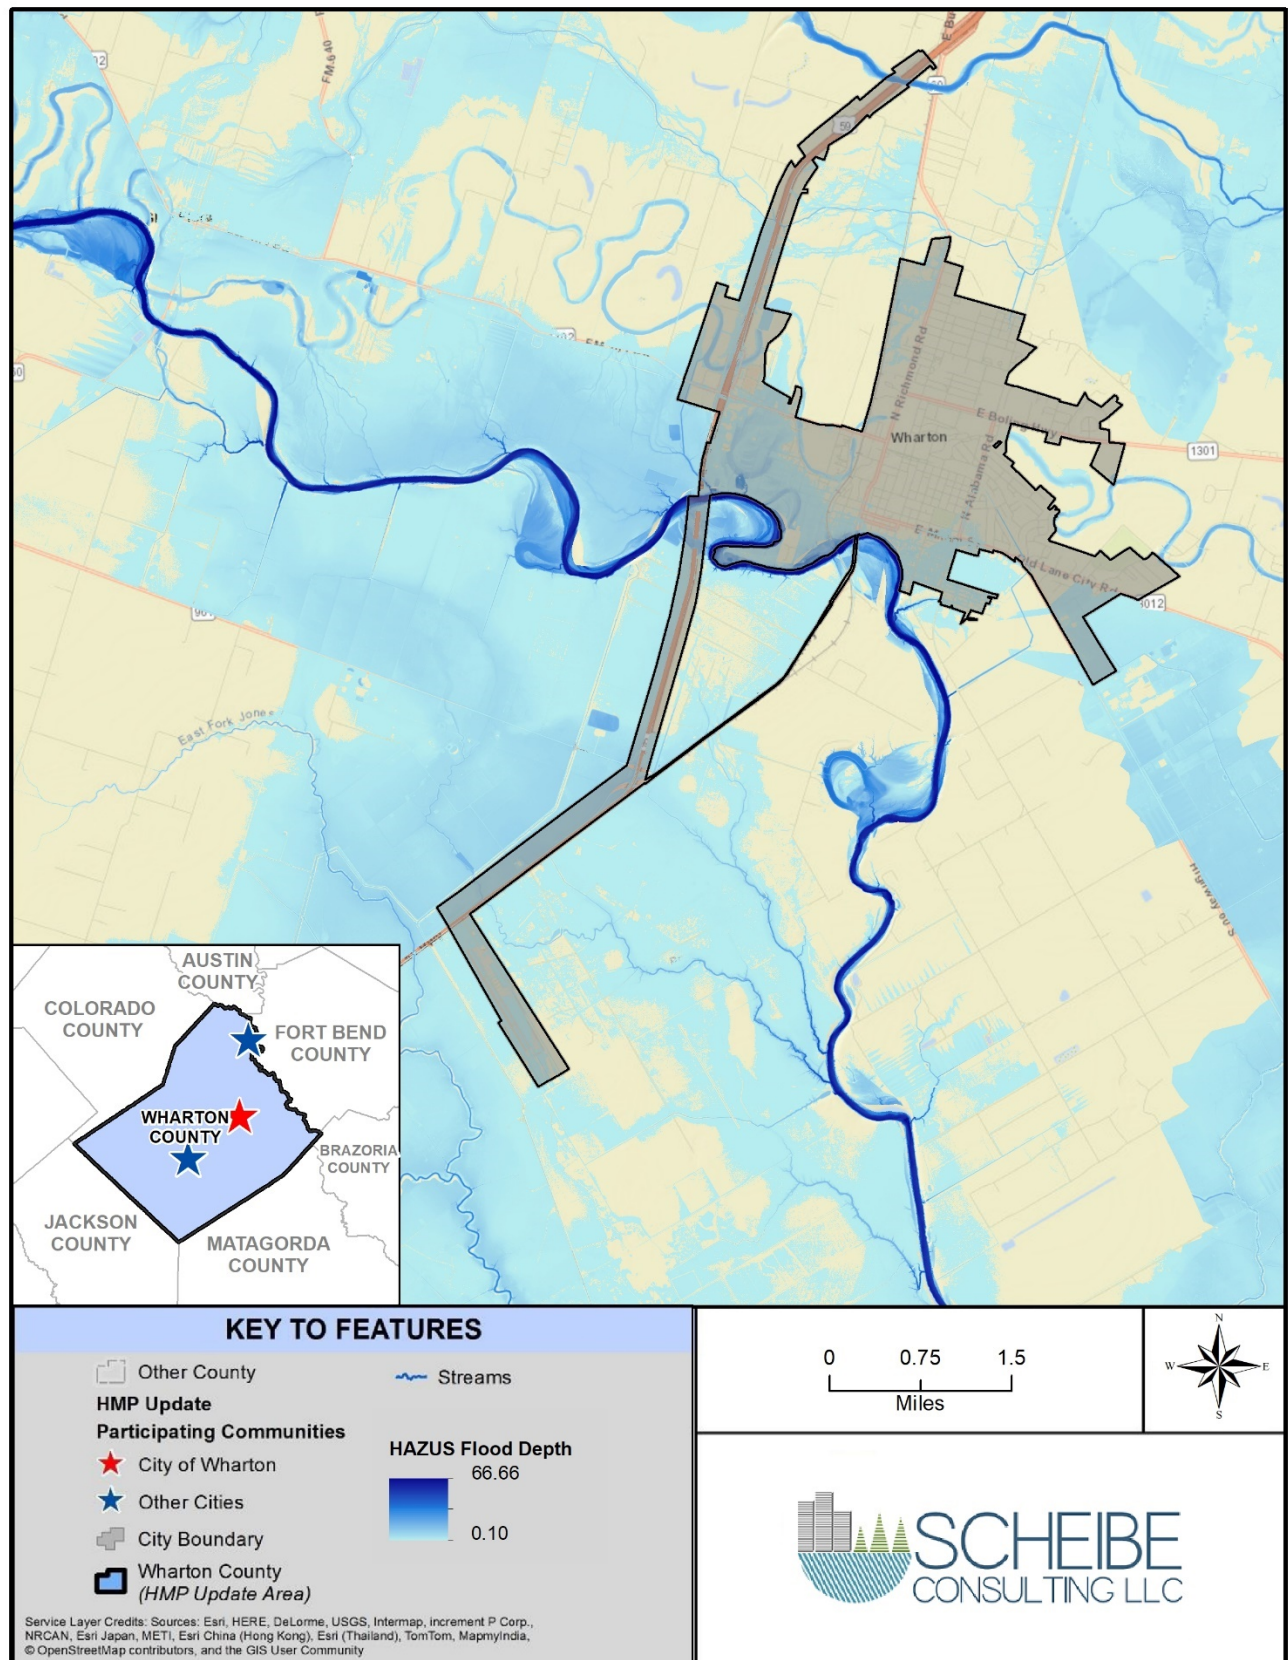 E Bu
FM 640
59
N Richmond Rd
E Boling Hwy
Wharton
1301
N Alabama Rd
Old Lane City Rd
3012
East Fork Jones
Highway 60 S
AUSTIN
COUNTY
COLORADO
COUNTY
FORT BEND
COUNTY
WHARTON
COUNTY
BRAZORIA
COUNTY
JACKSON
COUNTY
MATAGORDA
COUNTY
KEY TO FEATURES
Other County
HMP Update
Participating Communities
City of Wharton
Other Cities
City Boundary
Wharton County
(HMP Update Area)
Streams
HAZUS Flood Depth
66.66
0.10
Service Layer Credits: Sources: Esri, HERE, DeLorme, USGS, Intermap, increment P Corp.,
NRCAN, Esri Japan, METI, Esri China (Hong Kong), Esri (Thailand), TomTom, MapmyIndia,
© OpenStreetMap contributors, and the GIS User Community
0 0.75 1.5
Miles
N
W E
S
SCHEIBE
CONSULTING LLC